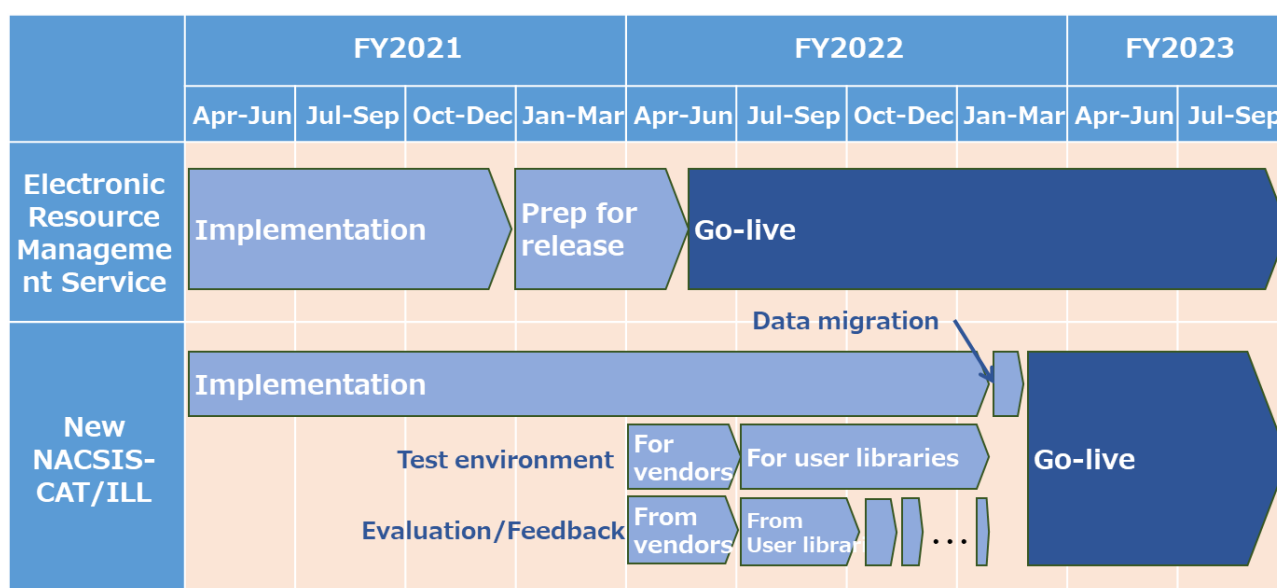 FY2021
FY2022
FY2023
Apr-Jun
Jul-Sep
Oct-Dec
Jan-Mar
Apr-Jun
Jul-Sep
Oct-Dec
Jan-Mar
Apr-Jun
Jul-Sep
Electronic
Resource
Manageme
nt Service
Implementation
Prep for
release
Go-live
Data migration
New
NACSIS-
CAT/ILL
Implementation
Test environment
For
vendors
For user libraries
Go-live
Evaluation/Feedback
From
vendors
From
User librar
...